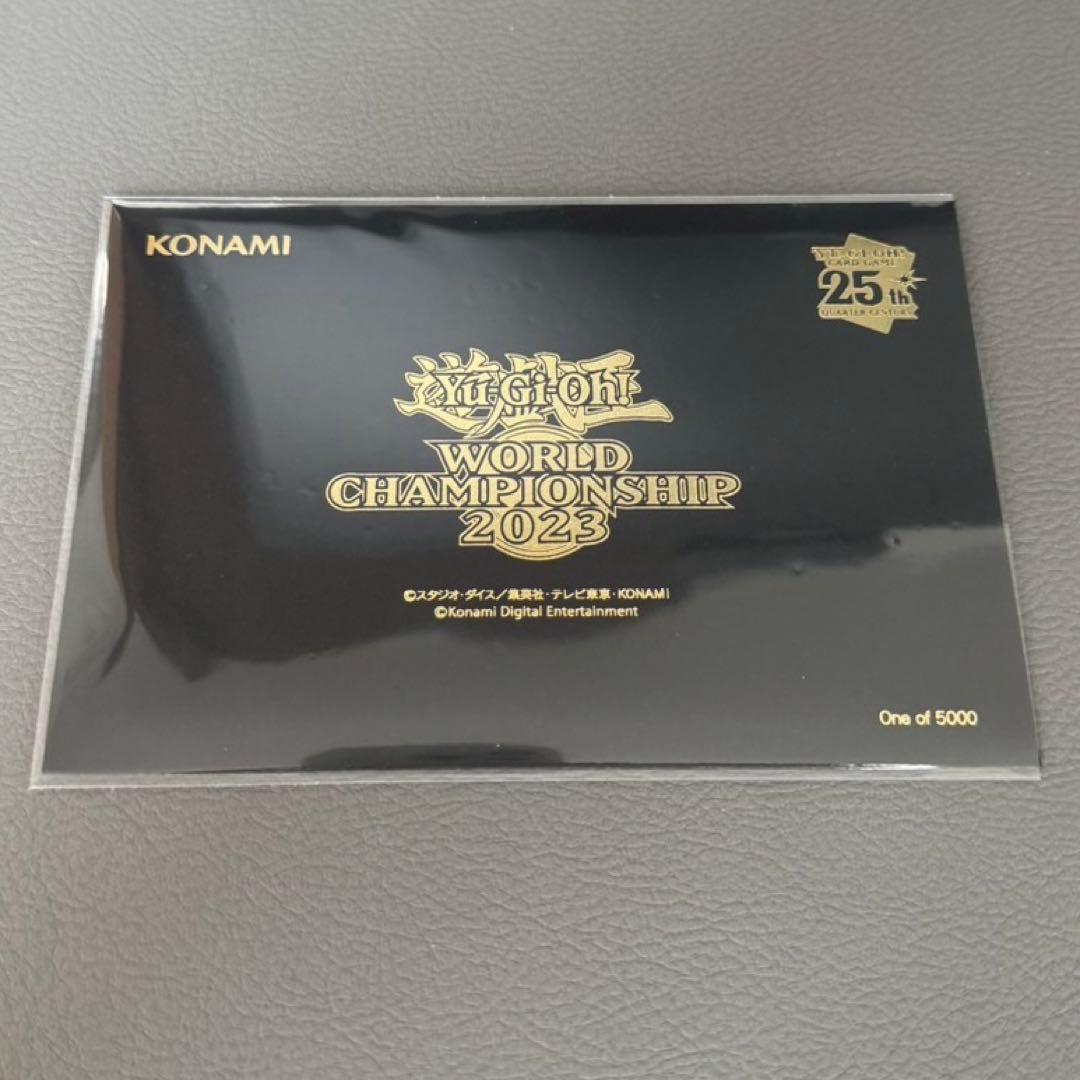 KONAMI
YU-GI-OH!
CARD GAME
25th
QUARTER CENTURY
遊戯王
Yu-Gi-Oh!
WORLD
CHAMPIONSHIP
2023
©スタジオ・ダイス／集英社・テレビ東京・KONAMI
©Konami Digital Entertainment
One of 5000